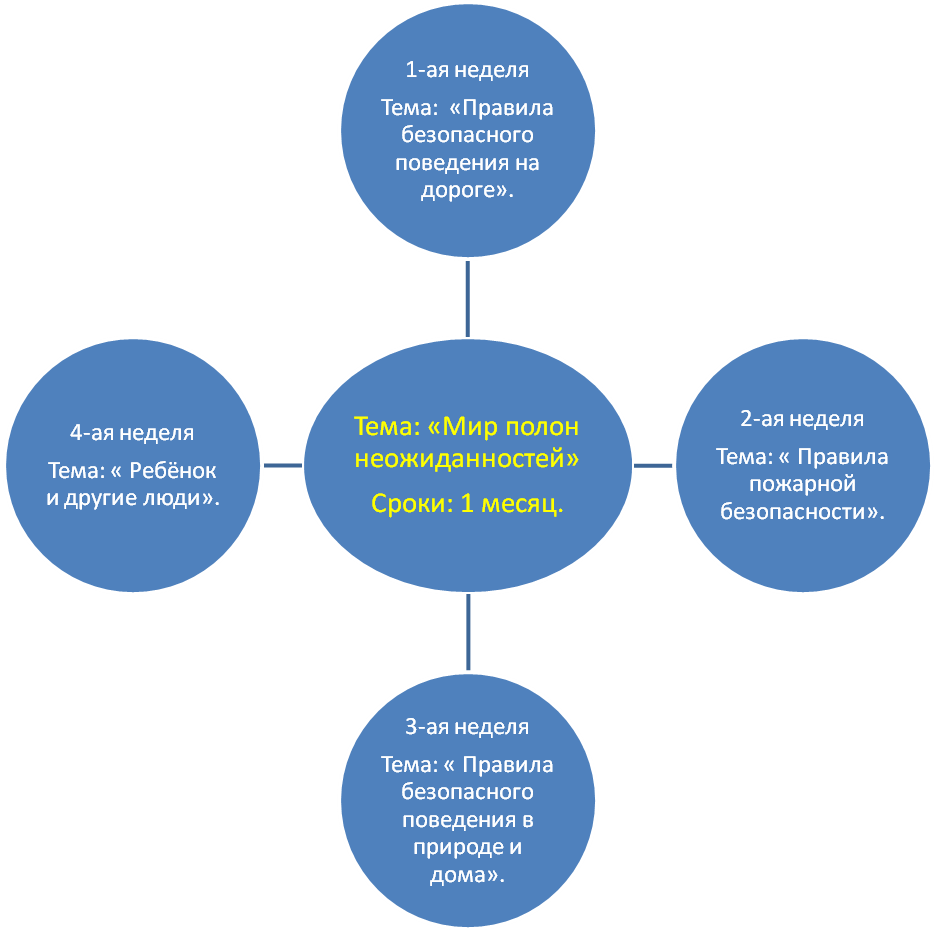 1-ая неделя
Тема:  «Правила
безопасного
поведения на
дороге».
4-ая неделя
Тема: « Ребёнок
и другие люди».
Тема: «Мир полон
неожиданностей»
Сроки: 1 месяц.
2-ая неделя
Тема: « Правила
пожарной
безопасности».
3-ая неделя
Тема: « Правила
безопасного
поведения в
природе и
дома».